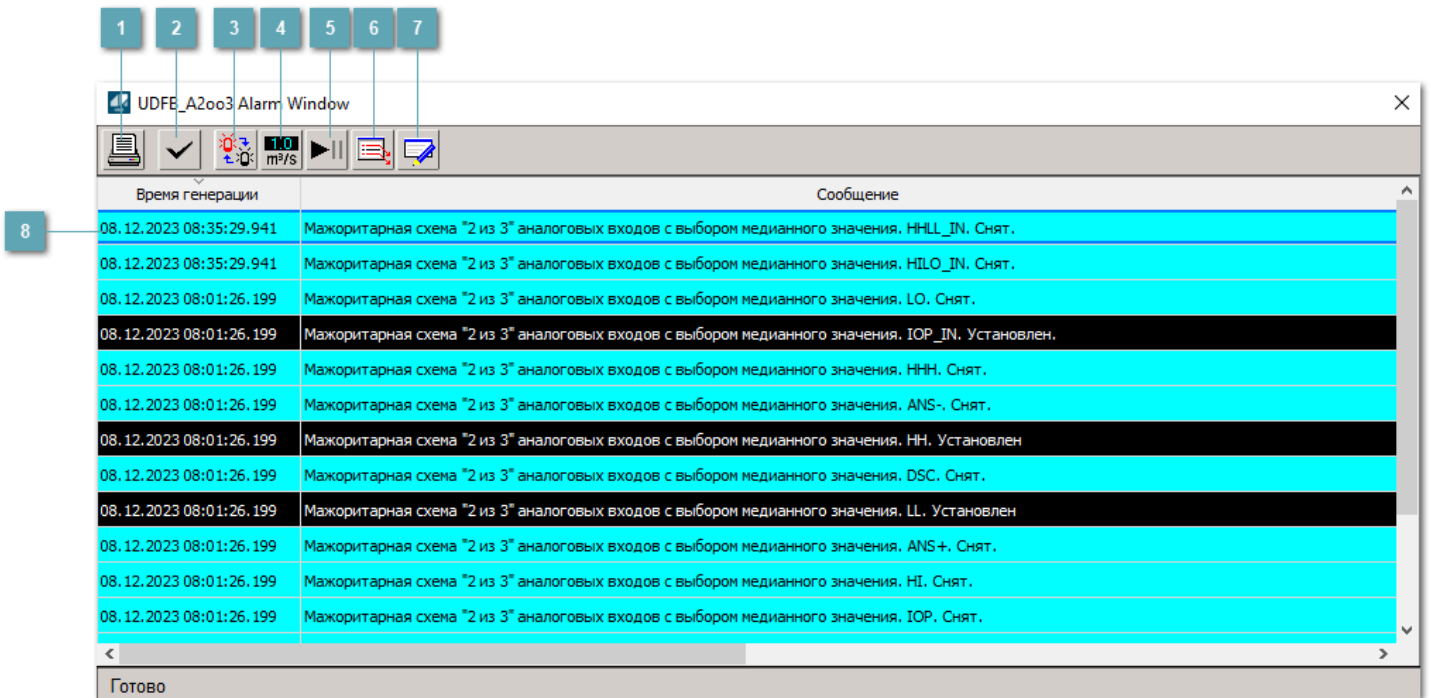 1 2 3 4 5 6 7
UDFB_A2oo3 Alarm Window
1.0
m³/s
Время генерации Сообщение
8
08.12.2023 08:35:29.941 Мажоритарная схема "2 из 3" аналоговых входов с выбором медианного значения. HHLL_IN. Снят.
08.12.2023 08:35:29.941 Мажоритарная схема "2 из 3" аналоговых входов с выбором медианного значения. HILO_IN. Снят.
08.12.2023 08:01:26.199 Мажоритарная схема "2 из 3" аналоговых входов с выбором медианного значения. LO. Снят.
08.12.2023 08:01:26.199 Мажоритарная схема "2 из 3" аналоговых входов с выбором медианного значения. IOP_IN. Установлен.
08.12.2023 08:01:26.199 Мажоритарная схема "2 из 3" аналоговых входов с выбором медианного значения. HHH. Снят.
08.12.2023 08:01:26.199 Мажоритарная схема "2 из 3" аналоговых входов с выбором медианного значения. ANS-. Снят.
08.12.2023 08:01:26.199 Мажоритарная схема "2 из 3" аналоговых входов с выбором медианного значения. HH. Установлен
08.12.2023 08:01:26.199 Мажоритарная схема "2 из 3" аналоговых входов с выбором медианного значения. DSC. Снят.
08.12.2023 08:01:26.199 Мажоритарная схема "2 из 3" аналоговых входов с выбором медианного значения. LL. Установлен
08.12.2023 08:01:26.199 Мажоритарная схема "2 из 3" аналоговых входов с выбором медианного значения. ANS+. Снят.
08.12.2023 08:01:26.199 Мажоритарная схема "2 из 3" аналоговых входов с выбором медианного значения. HI. Снят.
08.12.2023 08:01:26.199 Мажоритарная схема "2 из 3" аналоговых входов с выбором медианного значения. IOP. Снят.
Готово